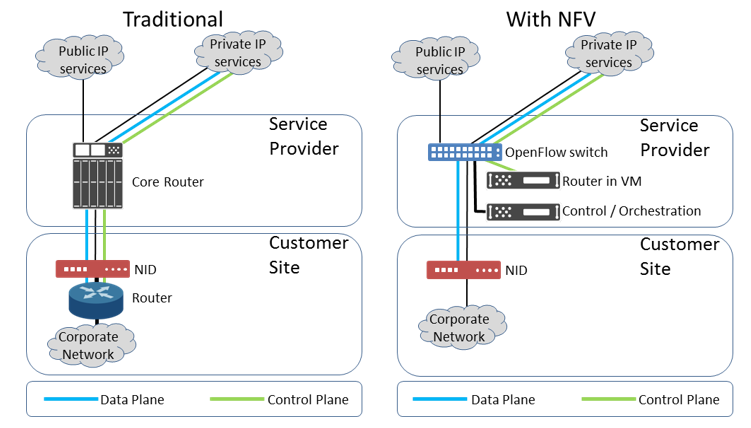 Traditional
Public IP
services
Private IP
services
Service
Provider
Core Router
Customer
Site
NID
Router
Corporate
Network
Data Plane
Control Plane
With NFV
Public IP
services
Private IP
services
Service
Provider
OpenFlow switch
Router in VM
Control / Orchestration
Customer
Site
NID
Corporate
Network
Data Plane
Control Plane